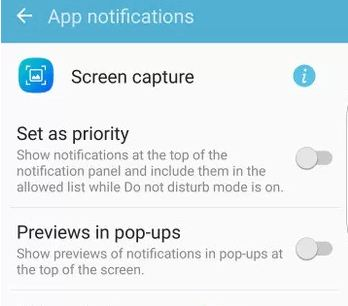 App notifications
Screen capture
Set as priority
Show notifications at the top of the
notification panel and include them in the
allowed list while Do not disturb mode is on.
Previews in pop-ups
Show previews of notifications in pop-ups at
the top of the screen.